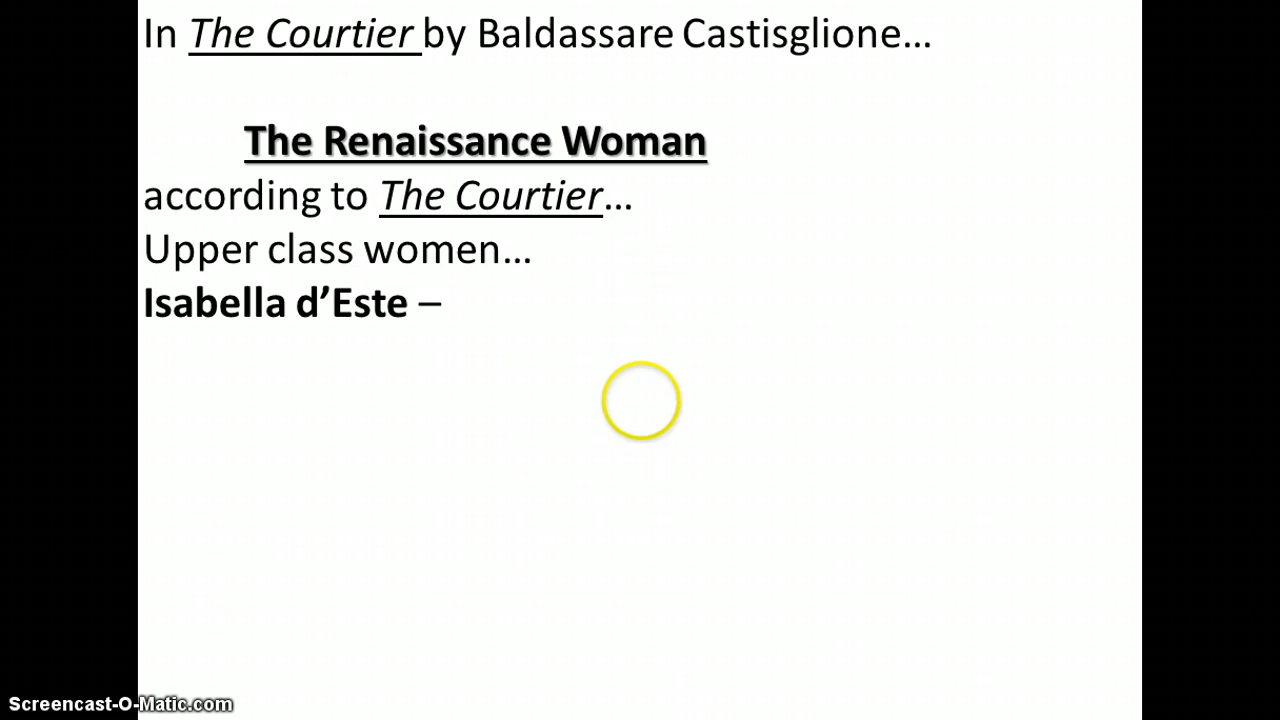 In The Courtier by Baldassare Castisglione…
The Renaissance Woman
according to The Courtier…
Upper class women…
Isabella d’Este –
Screencast-O-Matic.com